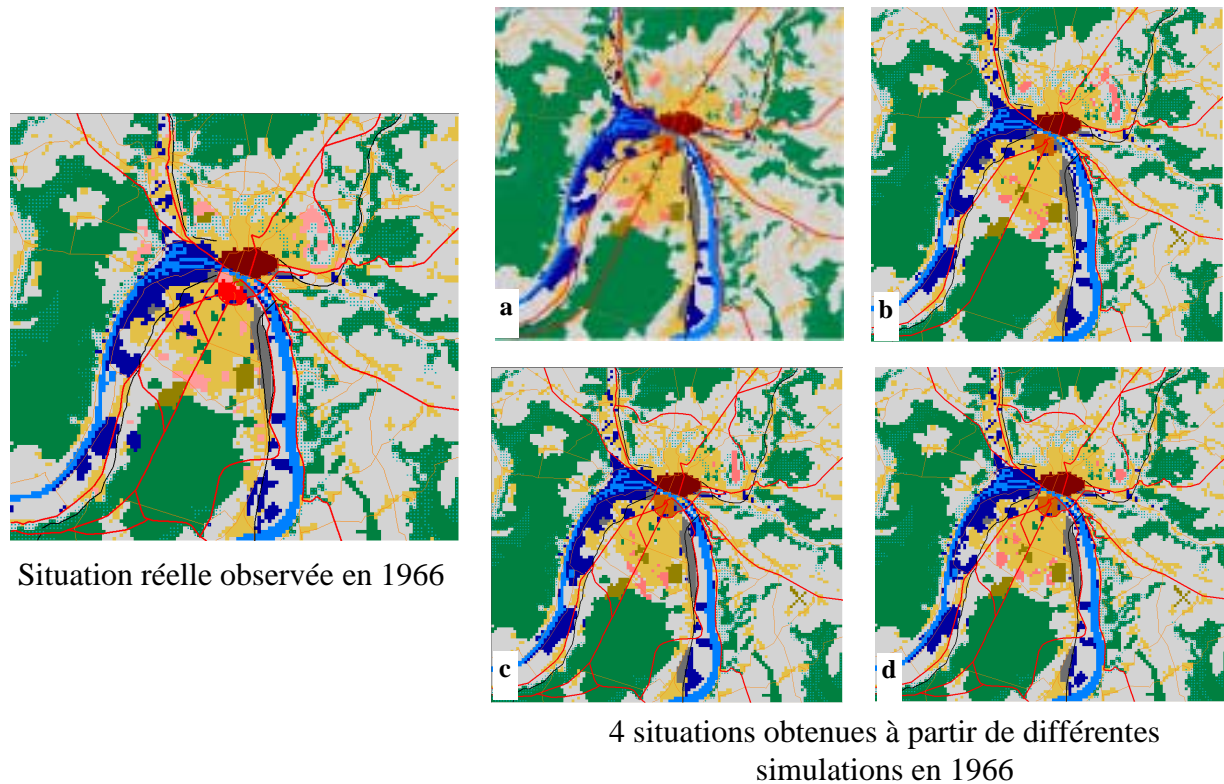 a
b
Situation réelle observée en 1966
c
d
4 situations obtenues à partir de différentes
simulations en 1966